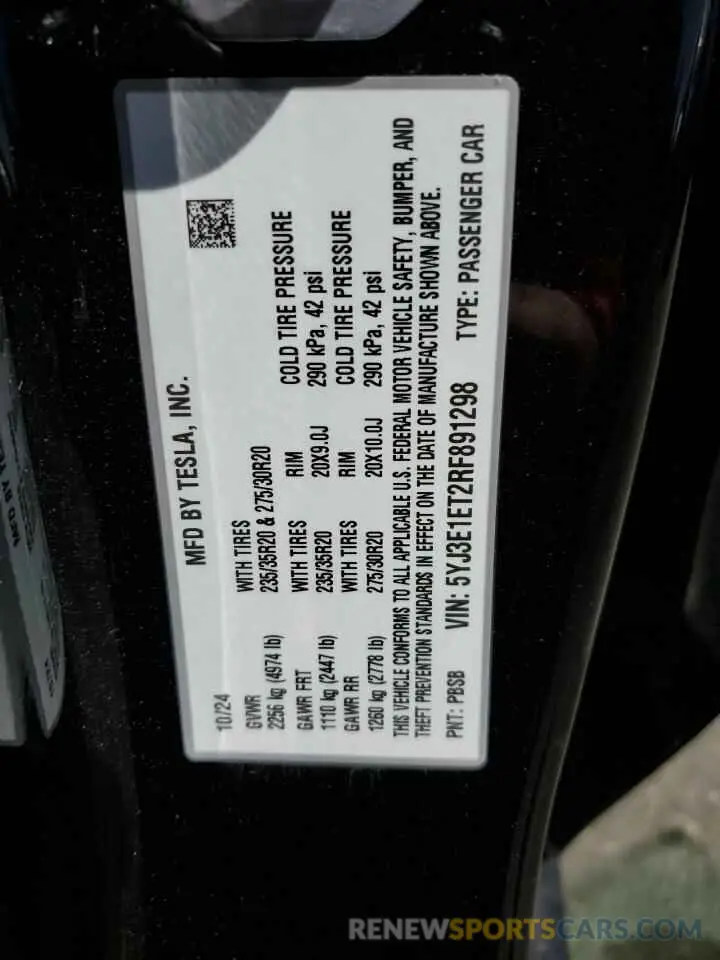 MFD BY TESLA, INC.
10/24
GVWR WITH TIRES
2256 kg (4974 lb) 235/35R20 & 275/30R20
GAWR FRT WITH TIRES RIM COLD TIRE PRESSURE
1110 kg (2447 lb) 235/35R20 20X9.0J 290 kPa, 42 psi
GAWR RR WITH TIRES RIM COLD TIRE PRESSURE
1260 kg (2778 lb) 275/30R20 20X10.0J 290 kPa, 42 psi
THIS VEHICLE CONFORMS TO ALL APPLICABLE U.S. FEDERAL MOTOR VEHICLE SAFETY, BUMPER, AND
THEFT PREVENTION STANDARDS IN EFFECT ON THE DATE OF MANUFACTURE SHOWN ABOVE.
PNT: PBSB VIN: 5YJ3E1ET2RF891298 TYPE: PASSENGER CAR
RENEWSPORTSCARS.COM